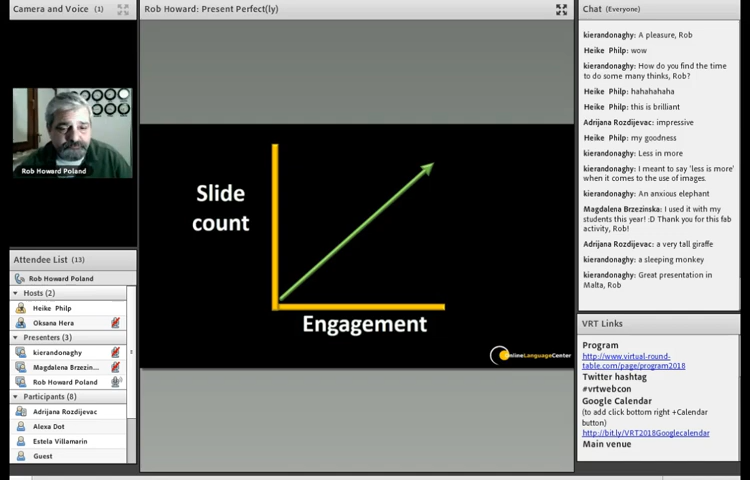 Camera and Voice (1)
Rob Howard Poland
Attendee List (13)
Rob Howard Poland
Hosts (2)
Heike Philp
Oksana Hera
Presenters (3)
kierandonaghy
Magdalena Brzezin...
Rob Howard Poland
Participants (8)
Adrijana Rozdijevac
Alexa Dot
Estela Villamarin
Guest
Rob Howard: Present Perfect(ly)
Slide
count
Engagement
OnlineLanguageCenter
Chat (Everyone)
kierandonaghy: A pleasure, Rob
Heike Philp: wow
kierandonaghy: How do you find the time
to do some many thinks, Rob?
Heike Philp: hahahahaha
Heike Philp: this is brilliant
Adrijana Rozdijevac: impressive
Heike Philp: my goodness
kierandonaghy: Less in more
kierandonaghy: I meant to say 'less is more'
when it comes to the use of images.
kierandonaghy: An anxious elephant
Magdalena Brzezinska: I used it with my
students this year! :D Thank you for this fab
activity, Rob!
Adrijana Rozdijevac: a very tall giraffe
kierandonaghy: a sleeping monkey
kierandonaghy: Great presentation in
Malta, Rob
VRT Links
Program
http://www.virtual-round-
table.com/page/program2018
Twitter hashtag
#vrtwebcon
Google Calendar
(to add click bottom right +Calendar
button)
http://bit.ly/VRT2018Googlecalendar
Main venue